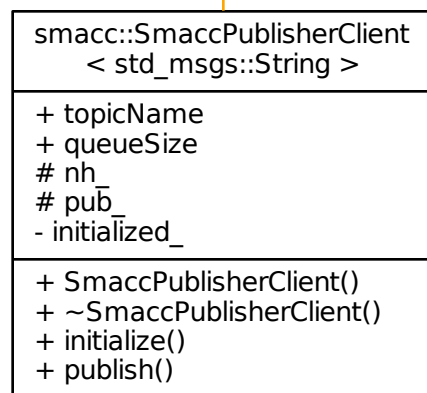 smacc::SmaccPublisherClient
< std_msgs::String >
+ topicName
+ queueSize
# nh_
# pub_
- initialized_
+ SmaccPublisherClient()
+ ~SmaccPublisherClient()
+ initialize()
+ publish()